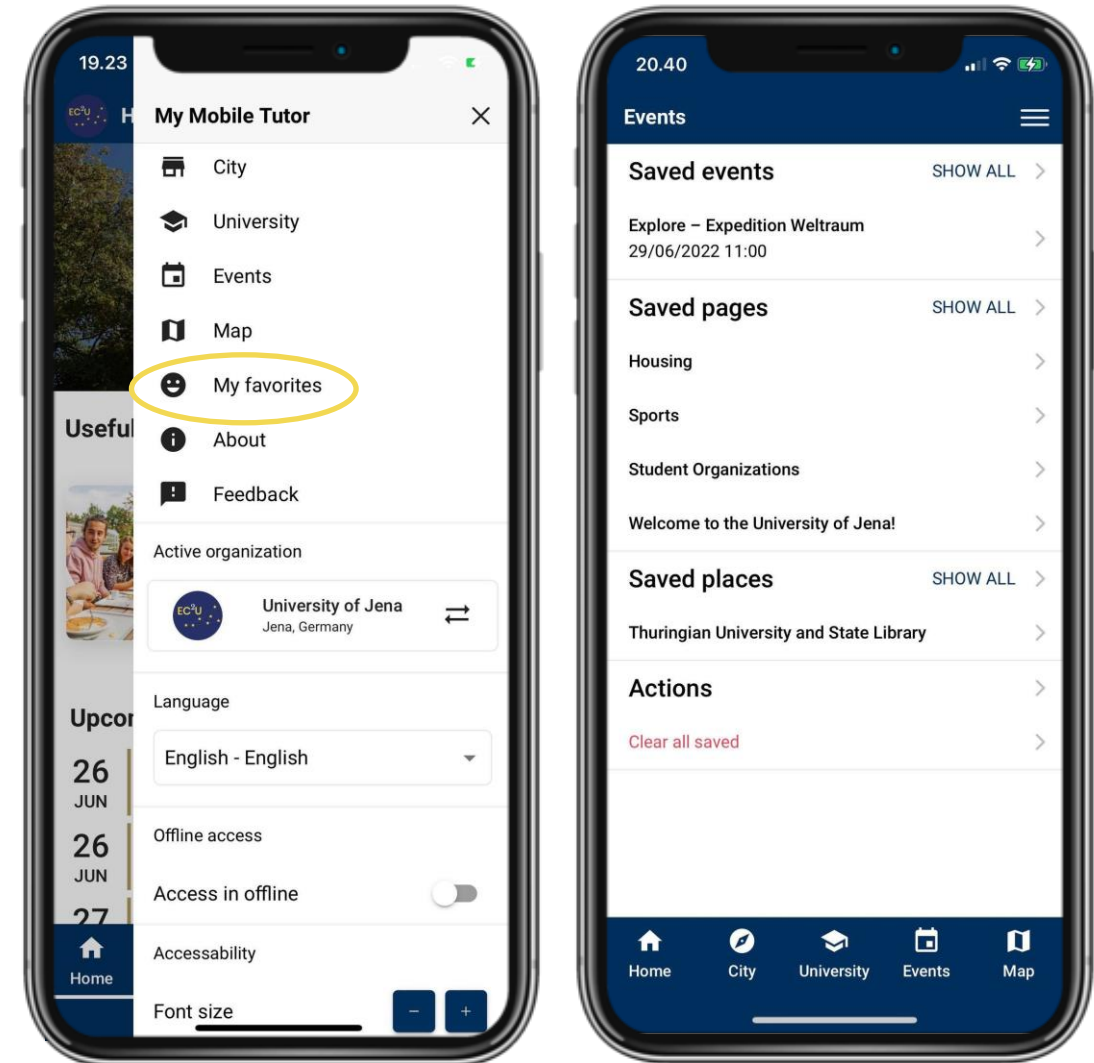 19.23
EC²U
H
My Mobile Tutor
City
University
Events
Map
My favorites
Useful
About
Feedback
Active organization
EC²U
University of Jena
Jena, Germany
Language
Upcor
English - English
26
JUN
Offline access
26
JUN
Access in offline
27
Accessability
Home
Font size
-
+
20.40
Events
Saved events
SHOW ALL
Explore – Expedition Weltraum
29/06/2022 11:00
Saved pages
SHOW ALL
Housing
Sports
Student Organizations
Welcome to the University of Jena!
Saved places
SHOW ALL
Thuringian University and State Library
Actions
Clear all saved
Home
City
University
Events
Map